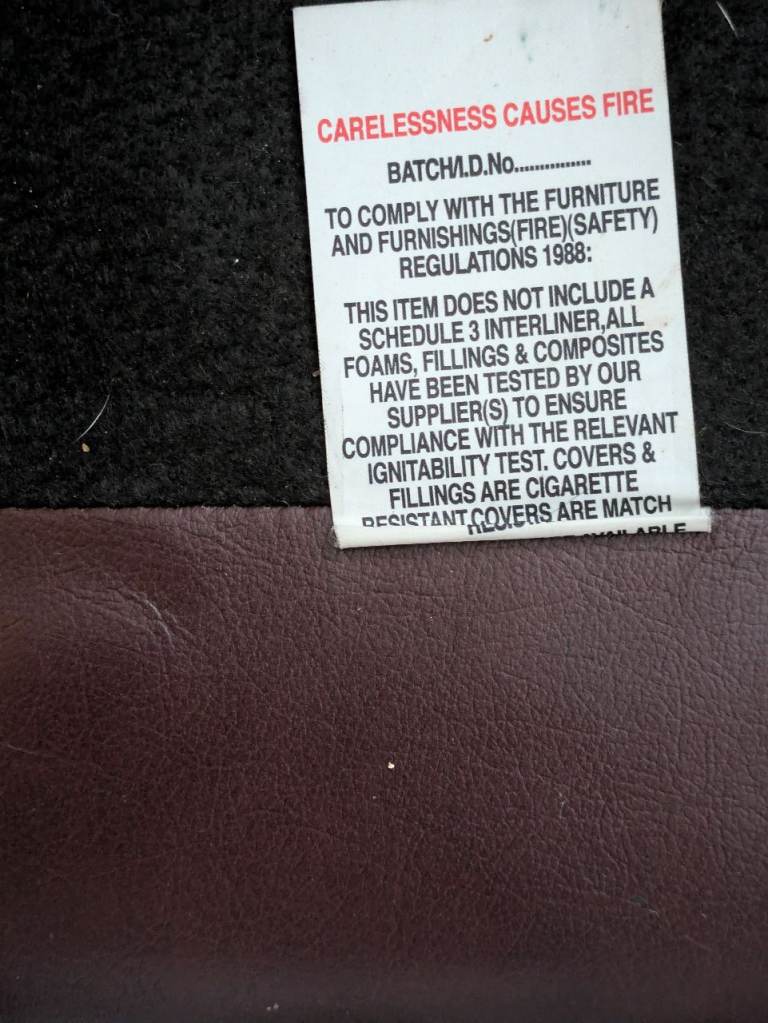 CARELESSNESS CAUSES FIRE
BATCH/I.D.No...............
TO COMPLY WITH THE FURNITURE
AND FURNISHINGS(FIRE)(SAFETY)
REGULATIONS 1988:
THIS ITEM DOES NOT INCLUDE A
SCHEDULE 3 INTERLINER,ALL
FOAMS, FILLINGS & COMPOSITES
HAVE BEEN TESTED BY OUR
SUPPLIER(S) TO ENSURE
COMPLIANCE WITH THE RELEVANT
IGNITABILITY TEST. COVERS &
FILLINGS ARE CIGARETTE
RESISTANT.COVERS ARE MATCH
AVAILABLE